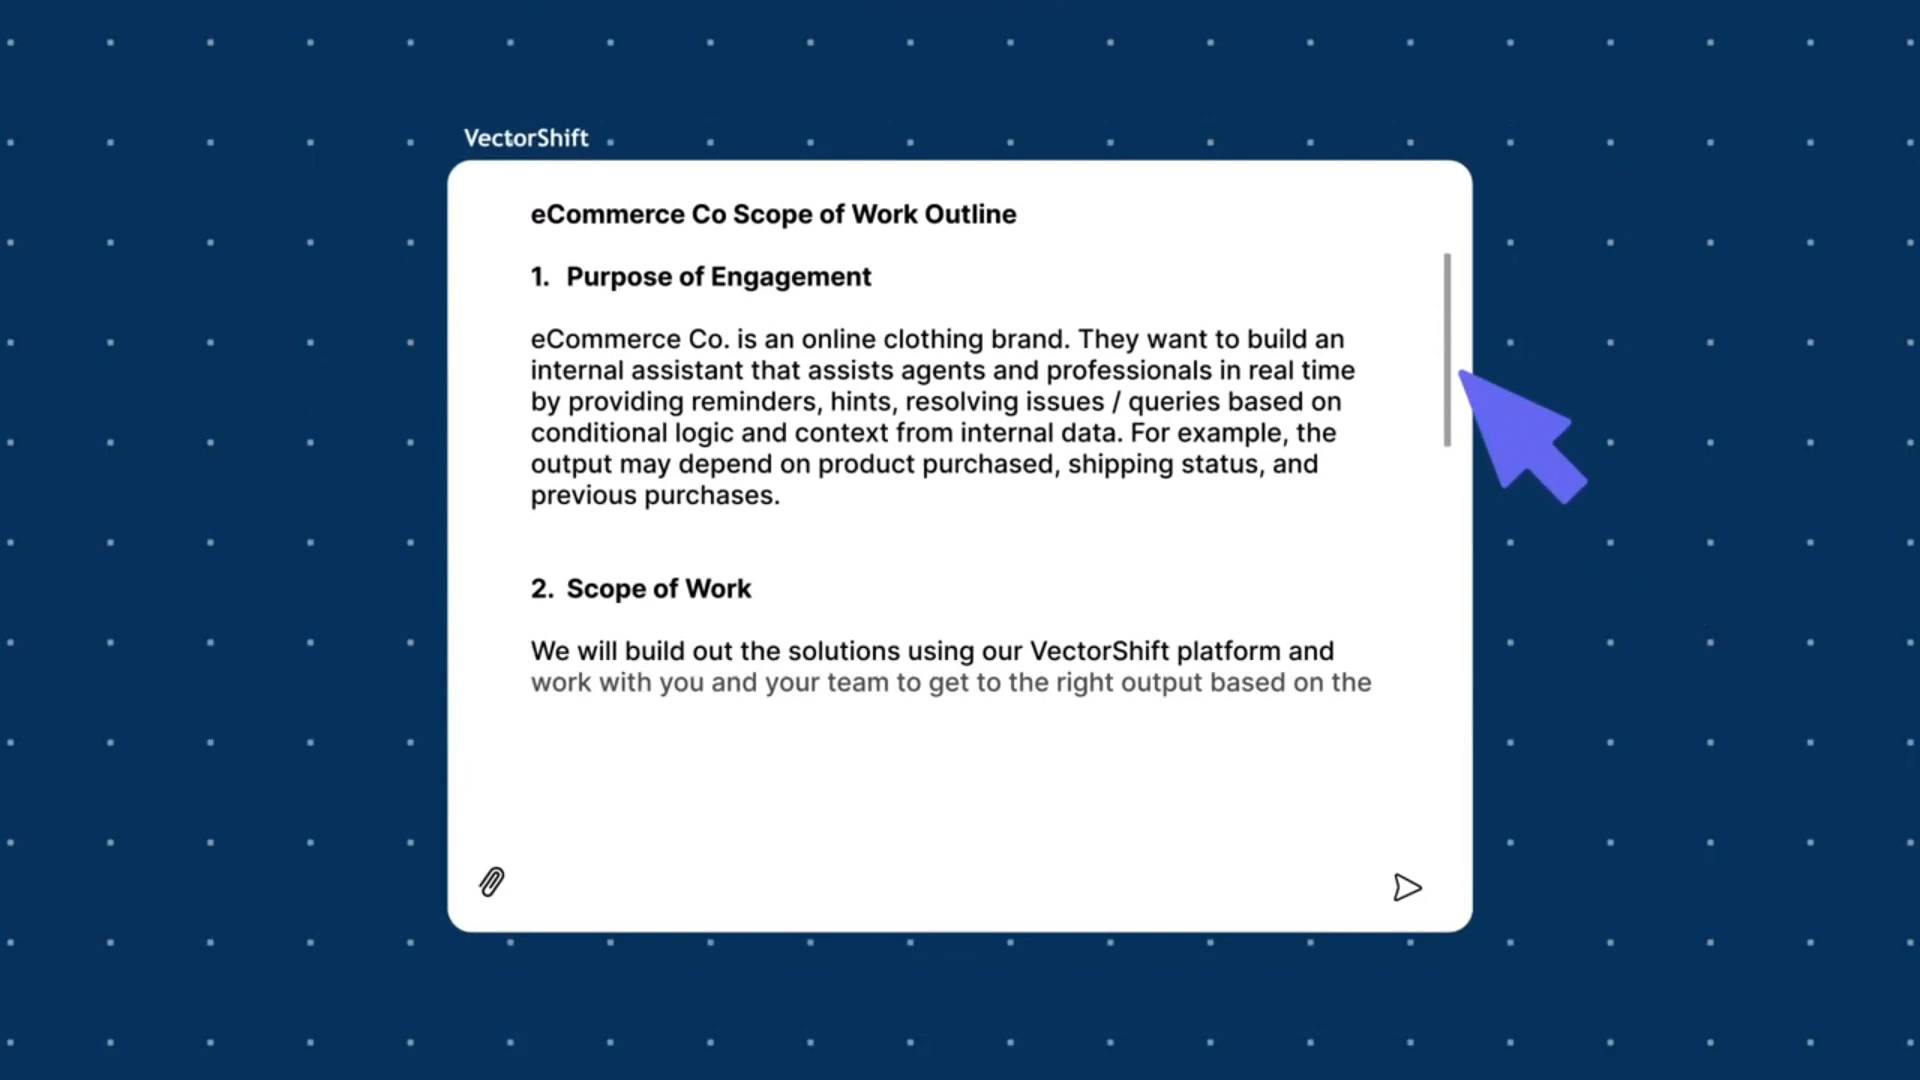 VectorShift
eCommerce Co Scope of Work Outline
1. Purpose of Engagement
eCommerce Co. is an online clothing brand. They want to build an
internal assistant that assists agents and professionals in real time
by providing reminders, hints, resolving issues / queries based on
conditional logic and context from internal data. For example, the
output may depend on product purchased, shipping status, and
previous purchases.
2. Scope of Work
We will build out the solutions using our VectorShift platform and
work with you and your team to get to the right output based on the